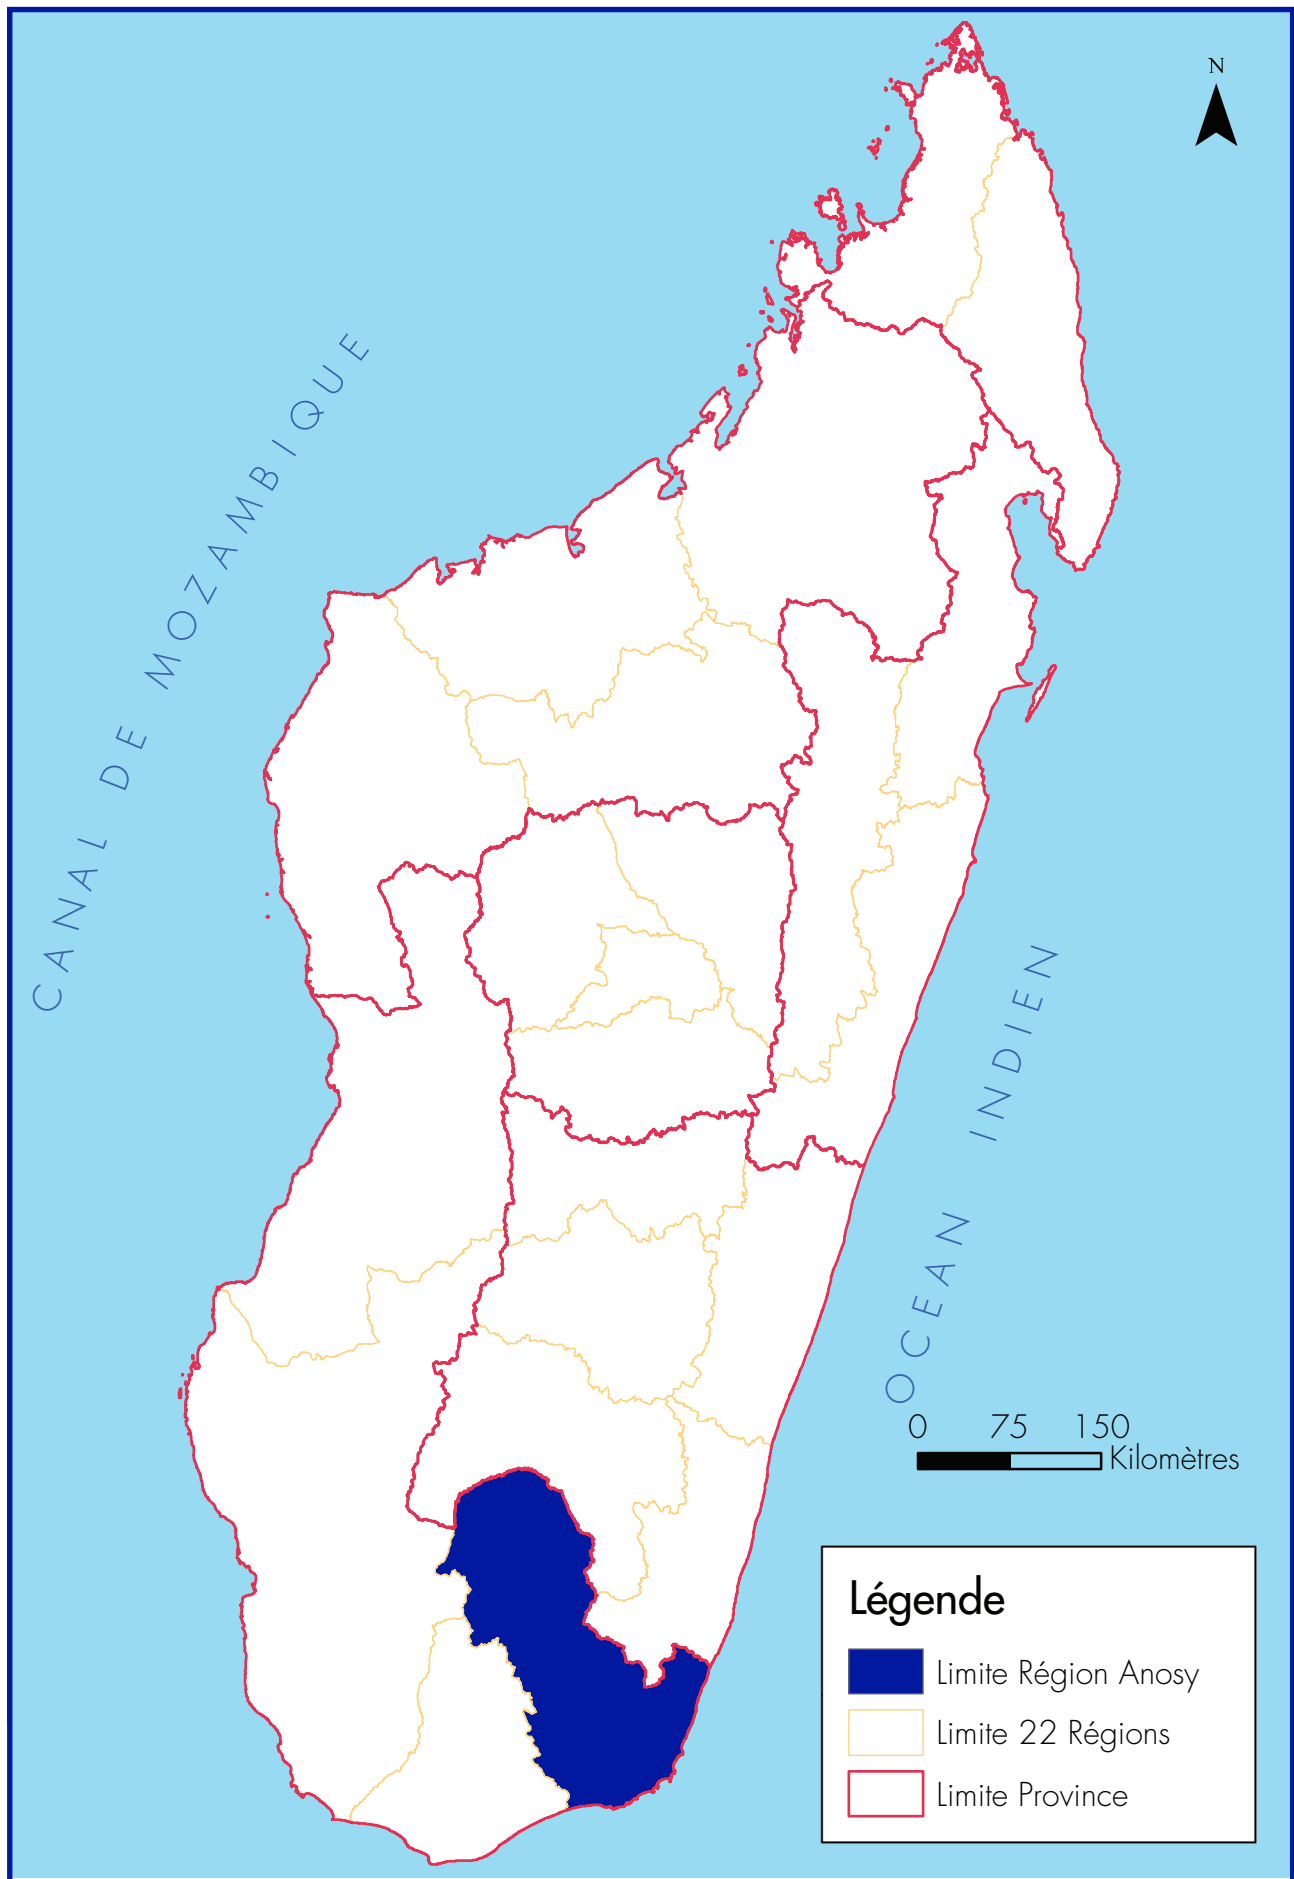 N
CANAL DE MOZAMBIQUE
OCEAN INDIEN
0 75 150
Kilomètres
Légende
Limite Région Anosy
Limite 22 Régions
Limite Province